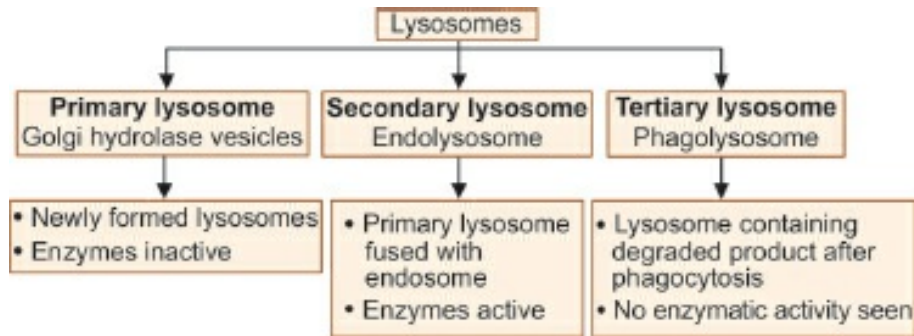 Lysosomes
Primary lysosome
Golgi hydrolase vesicles
Secondary lysosome
Endolysosome
Tertiary lysosome
Phagolysosome
• Newly formed lysosomes
• Enzymes inactive
• Primary lysosome
fused with
endosome
• Enzymes active
• Lysosome containing
degraded product after
phagocytosis
• No enzymatic activity seen